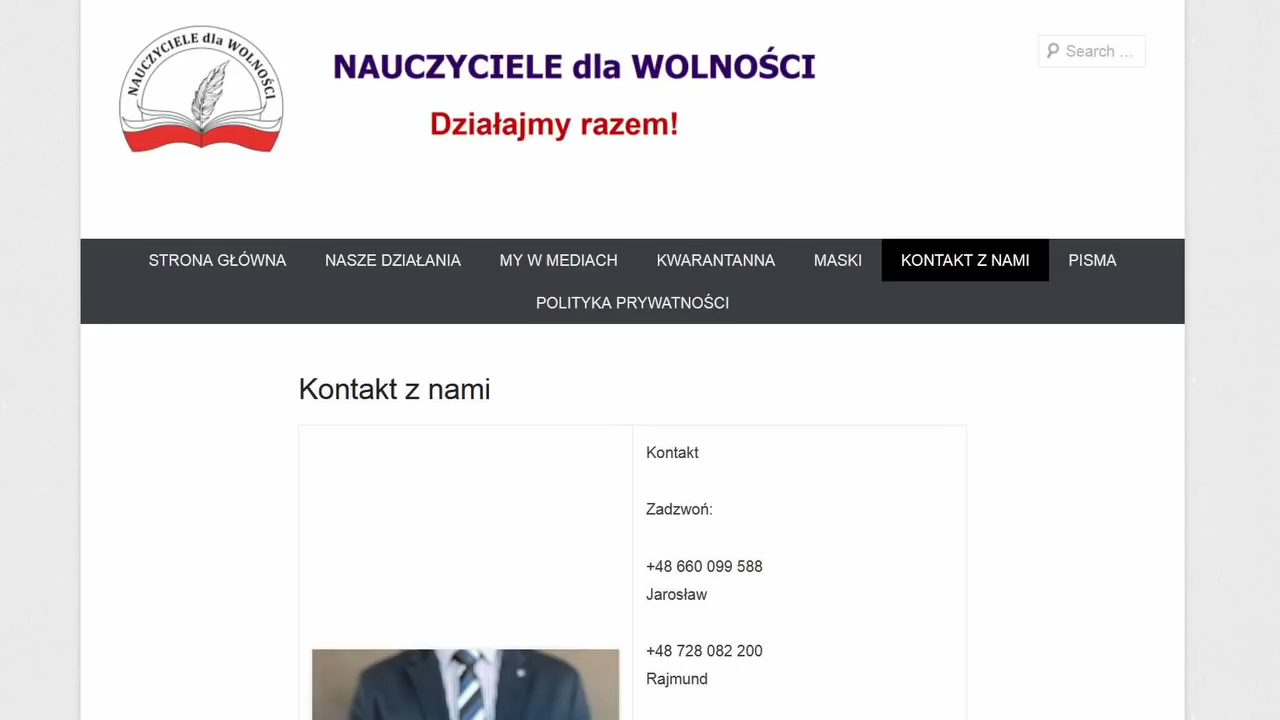 NAUCZYCIELE dla WOLNOŚCI
NAUCZYCIELE dla WOLNOŚCI
Działajmy razem!
Search ...
STRONA GŁÓWNA NASZE DZIAŁANIA MY W MEDIACH KWARANTANNA MASKI KONTAKT Z NAMI PISMA
POLITYKA PRYWATNOŚCI
Kontakt z nami
Kontakt
Zadzwoń:
+48 660 099 588
Jarosław
+48 728 082 200
Rajmund